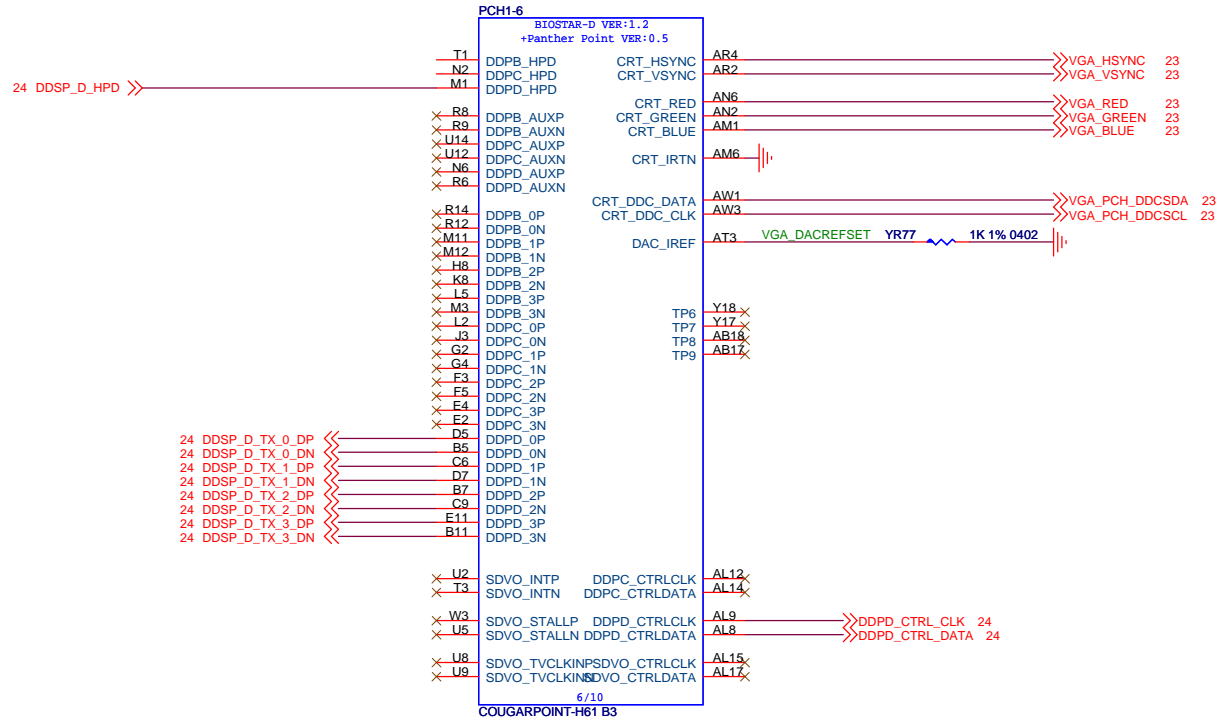 PCH1-6
BIOSTAR-D VER:1.2
+Panther Point VER:0.5
T1 DDPB_HPD CRT_HSYNC AR4 VGA_HSYNC 23
N2 DDPC_HPD CRT_VSYNC AR2 VGA_VSYNC 23
24 DDSP_D_HPD M1 DDPD_HPD
CRT_RED AN6 VGA_RED 23
R8 DDPB_AUXP CRT_GREEN AN2 VGA_GREEN 23
R9 DDPB_AUXN CRT_BLUE AM1 VGA_BLUE 23
U14 DDPC_AUXP
U12 DDPC_AUXN CRT_IRTN AM6
N6 DDPD_AUXP
R6 DDPD_AUXN
CRT_DDC_DATA AW1 VGA_PCH_DDCSDA 23
R14 DDPB_0P CRT_DDC_CLK AW3 VGA_PCH_DDCSCL 23
R12 DDPB_0N
M11 DDPB_1P DAC_IREF AT3 VGA_DACREFSET YR77 1K 1% 0402
M12 DDPB_1N
H8 DDPB_2P
K8 DDPB_2N
L5 DDPB_3P
M3 DDPB_3N TP6 Y18
L2 DDPC_0P TP7 Y17
J3 DDPC_0N TP8 AB18
G2 DDPC_1P TP9 AB17
G4 DDPC_1N
F3 DDPC_2P
F5 DDPC_2N
E4 DDPC_3P
E2 DDPC_3N
24 DDSP_D_TX_0_DP D5 DDPD_0P
24 DDSP_D_TX_0_DN B5 DDPD_0N
24 DDSP_D_TX_1_DP C6 DDPD_1P
24 DDSP_D_TX_1_DN D7 DDPD_1N
24 DDSP_D_TX_2_DP B7 DDPD_2P
24 DDSP_D_TX_2_DN C9 DDPD_2N
24 DDSP_D_TX_3_DP E11 DDPD_3P
24 DDSP_D_TX_3_DN B11 DDPD_3N
U2 SDVO_INTP DDPC_CTRLCLK AL12
T3 SDVO_INTN DDPC_CTRLDATA AL14
W3 SDVO_STALLP DDPD_CTRLCLK AL9 DDPD_CTRL_CLK 24
U5 SDVO_STALLN DDPD_CTRLDATA AL8 DDPD_CTRL_DATA 24
U8 SDVO_TVCLKINP SDVO_CTRLCLK AL15
U9 SDVO_TVCLKINN SDVO_CTRLDATA AL17
6/10
COUGARPOINT-H61 B3